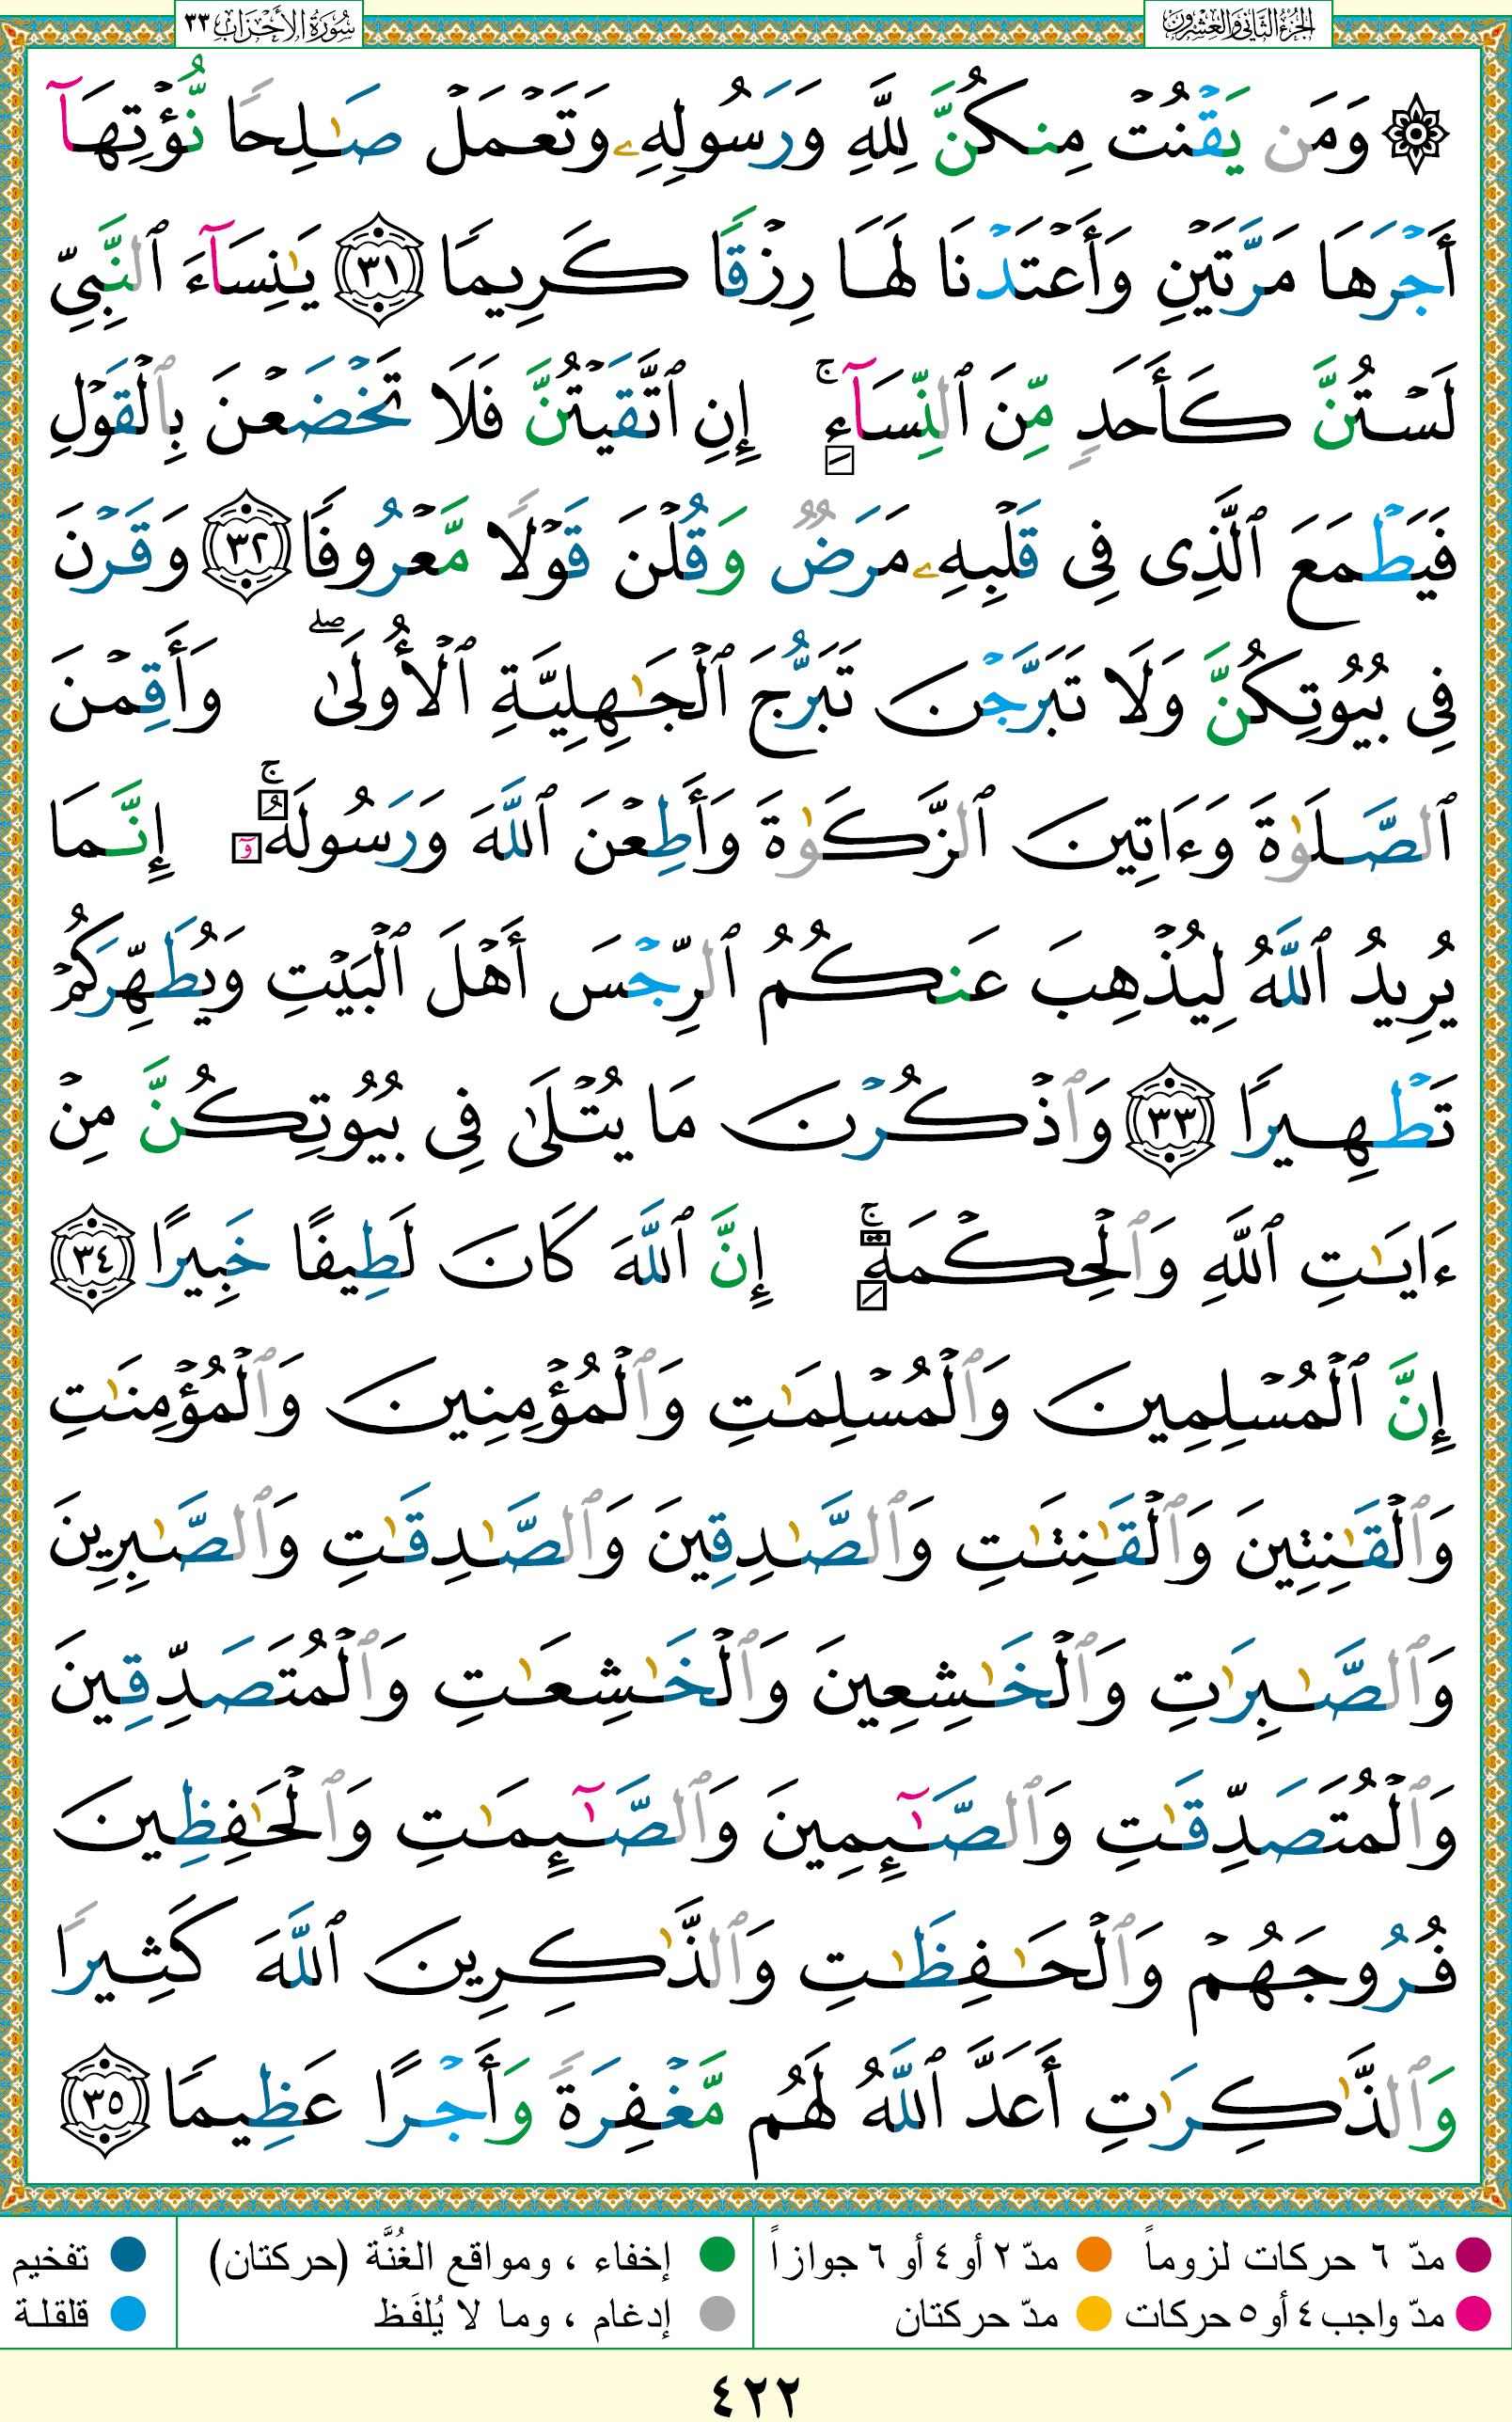 الجزء الثاني والعشرون
سورة الأحزاب ٣٣
۞ وَمَن يَقْنُتْ مِنكُنَّ لِلَّهِ وَرَسُولِهِۦ وَتَعْمَلْ صَـٰلِحًا نُّؤْتِهَآ
أَجْرَهَا مَرَّتَيْنِ وَأَعْتَدْنَا لَهَا رِزْقًا كَرِيمًا ٣١ يَـٰنِسَآءَ ٱلنَّبِىِّ
لَسْتُنَّ كَأَحَدٍ مِّنَ ٱلنِّسَآءِ ۚ إِنِ ٱتَّقَيْتُنَّ فَلَا تَخْضَعْنَ بِٱلْقَوْلِ
فَيَطْمَعَ ٱلَّذِى فِى قَلْبِهِۦ مَرَضٌ وَقُلْنَ قَوْلًا مَّعْرُوفًا ٣٢ وَقَرْنَ
فِى بُيُوتِكُنَّ وَلَا تَبَرَّجْنَ تَبَرُّجَ ٱلْجَـٰهِلِيَّةِ ٱلْأُولَىٰ ۖ وَأَقِمْنَ
ٱلصَّلَوٰةَ وَءَاتِينَ ٱلزَّكَوٰةَ وَأَطِعْنَ ٱللَّهَ وَرَسُولَهُۥٓ ۚ إِنَّمَا
يُرِيدُ ٱللَّهُ لِيُذْهِبَ عَنكُمُ ٱلرِّجْسَ أَهْلَ ٱلْبَيْتِ وَيُطَهِّرَكُمْ
تَطْهِيرًا ٣٣ وَٱذْكُرْنَ مَا يُتْلَىٰ فِى بُيُوتِكُنَّ مِنْ
ءَايَـٰتِ ٱللَّهِ وَٱلْحِكْمَةِ ۚ إِنَّ ٱللَّهَ كَانَ لَطِيفًا خَبِيرًا ٣٤
إِنَّ ٱلْمُسْلِمِينَ وَٱلْمُسْلِمَـٰتِ وَٱلْمُؤْمِنِينَ وَٱلْمُؤْمِنَـٰتِ
وَٱلْقَـٰنِتِينَ وَٱلْقَـٰنِتَـٰتِ وَٱلصَّـٰدِقِينَ وَٱلصَّـٰدِقَـٰتِ وَٱلصَّـٰبِرِينَ
وَٱلصَّـٰبِرَٰتِ وَٱلْخَـٰشِعِينَ وَٱلْخَـٰشِعَـٰتِ وَٱلْمُتَصَدِّقِينَ
وَٱلْمُتَصَدِّقَـٰتِ وَٱلصَّـٰٓئِمِينَ وَٱلصَّـٰٓئِمَـٰتِ وَٱلْحَـٰفِظِينَ
فُرُوجَهُمْ وَٱلْحَـٰفِظَـٰتِ وَٱلذَّٰكِرِينَ ٱللَّهَ كَثِيرًا
وَٱلذَّٰكِرَٰتِ أَعَدَّ ٱللَّهُ لَهُم مَّغْفِرَةً وَأَجْرًا عَظِيمًا ٣٥
مدّ ٦ حركات لزوماً مدّ ٢ أو ٤ أو ٦ جوازاً إخفاء ، ومواقع الغُنَّة (حركتان) تفخيم
مدّ واجب ٤ أو ٥ حركات مدّ حركتان إدغام ، وما لا يُلفَظ قلقلة
٤٢٢